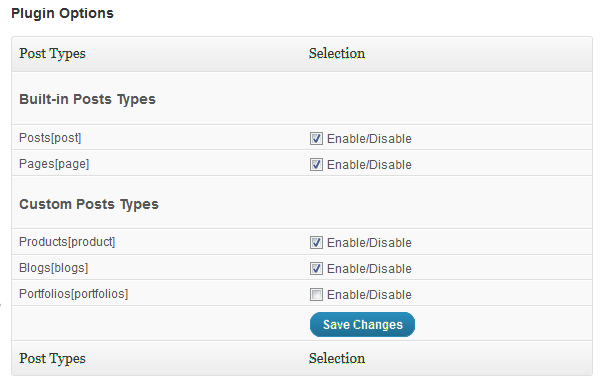 Plugin Options
Post Types Selection
Built-in Posts Types
Posts[post] Enable/Disable
Pages[page] Enable/Disable
Custom Posts Types
Products[product] Enable/Disable
Blogs[blogs] Enable/Disable
Portfolios[portfolios] Enable/Disable
Save Changes
Post Types Selection